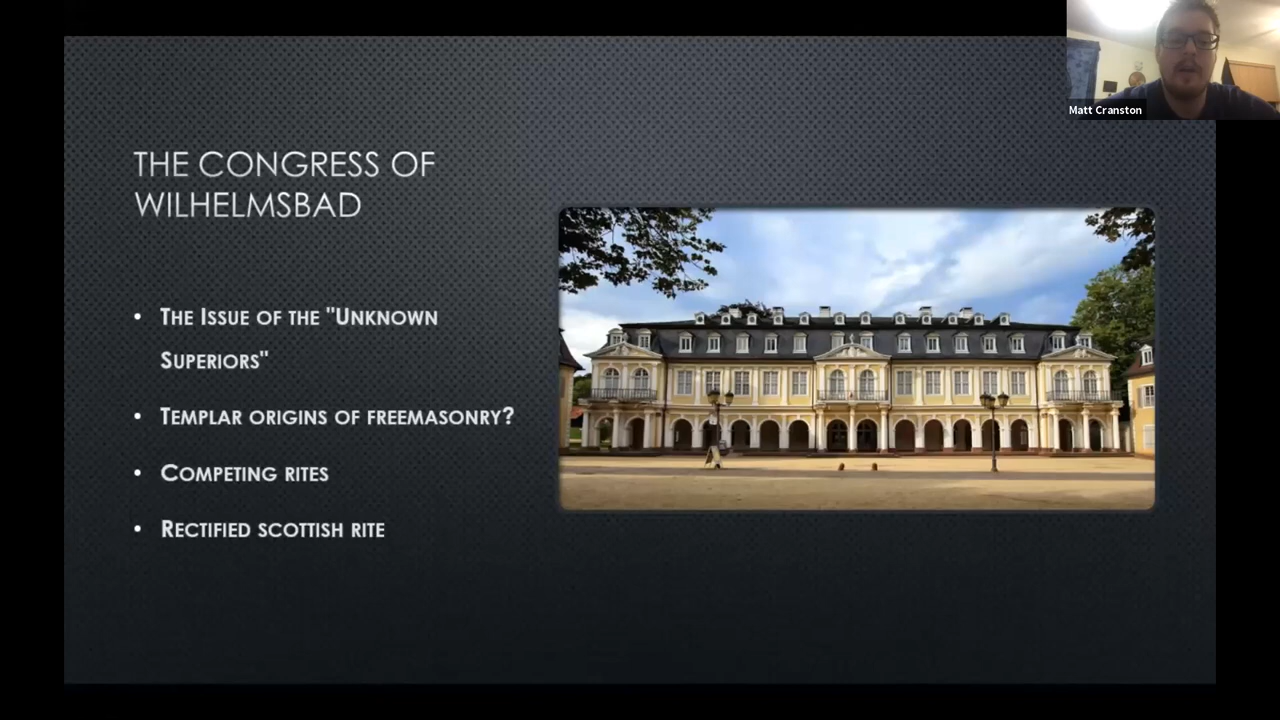 Matt Cranston
THE CONGRESS OF
WILHELMSBAD
• THE ISSUE OF THE "UNKNOWN
SUPERIORS"
• TEMPLAR ORIGINS OF FREEMASONRY?
• COMPETING RITES
• RECTIFIED SCOTTISH RITE